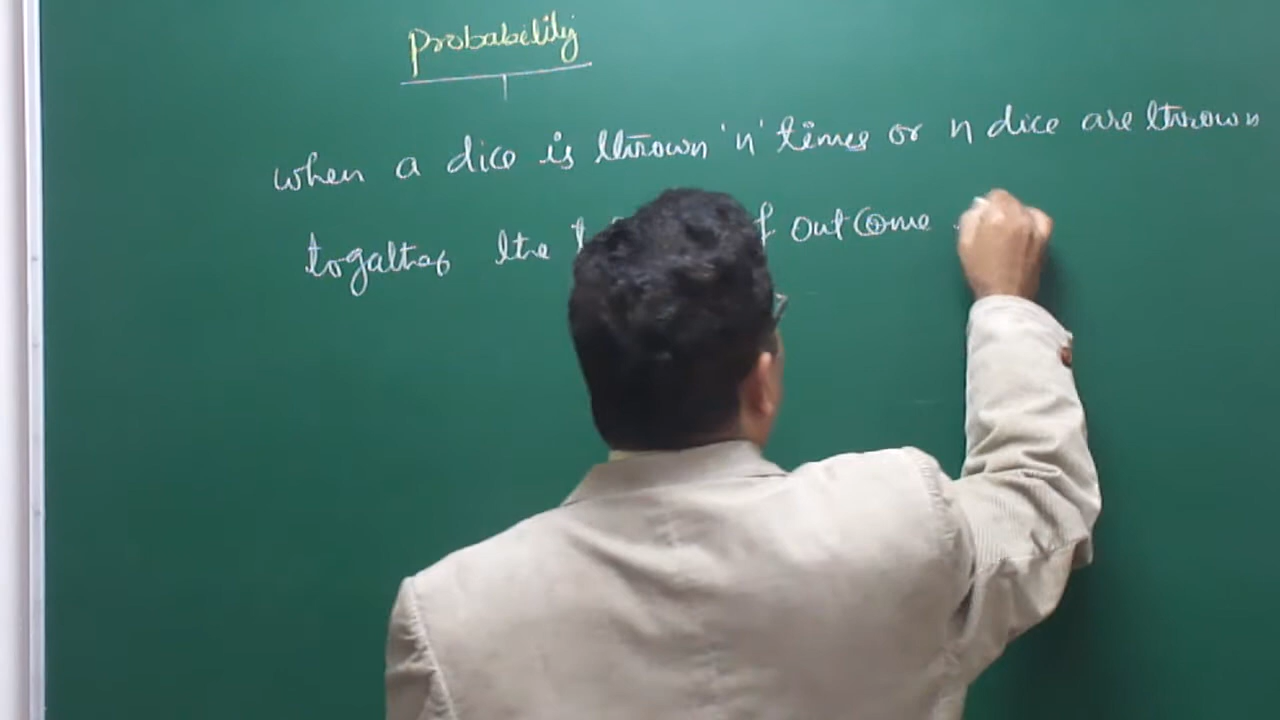 Probability
when a dice is thrown 'n' times or n dice are thrown
togather the of outcome